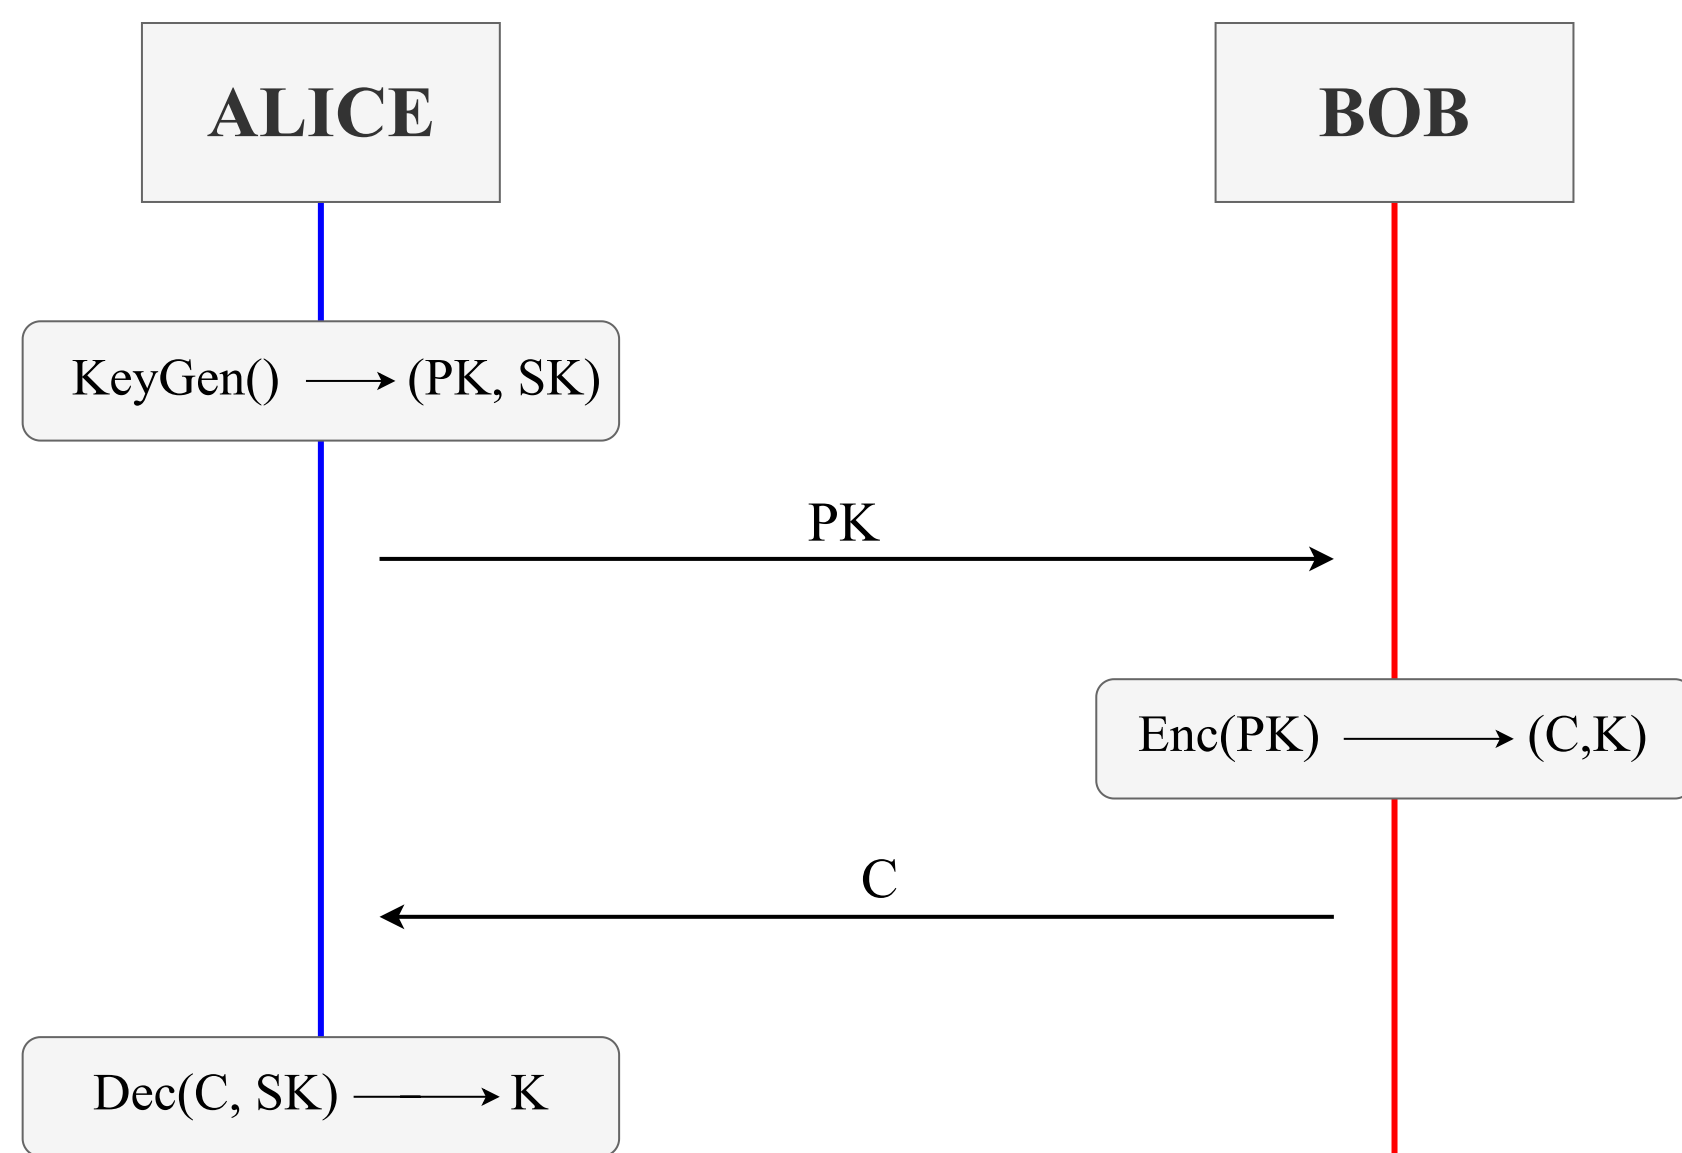 ALICE
BOB
KeyGen() → (PK, SK)
PK
Enc(PK) → (C,K)
C
Dec(C, SK) → K